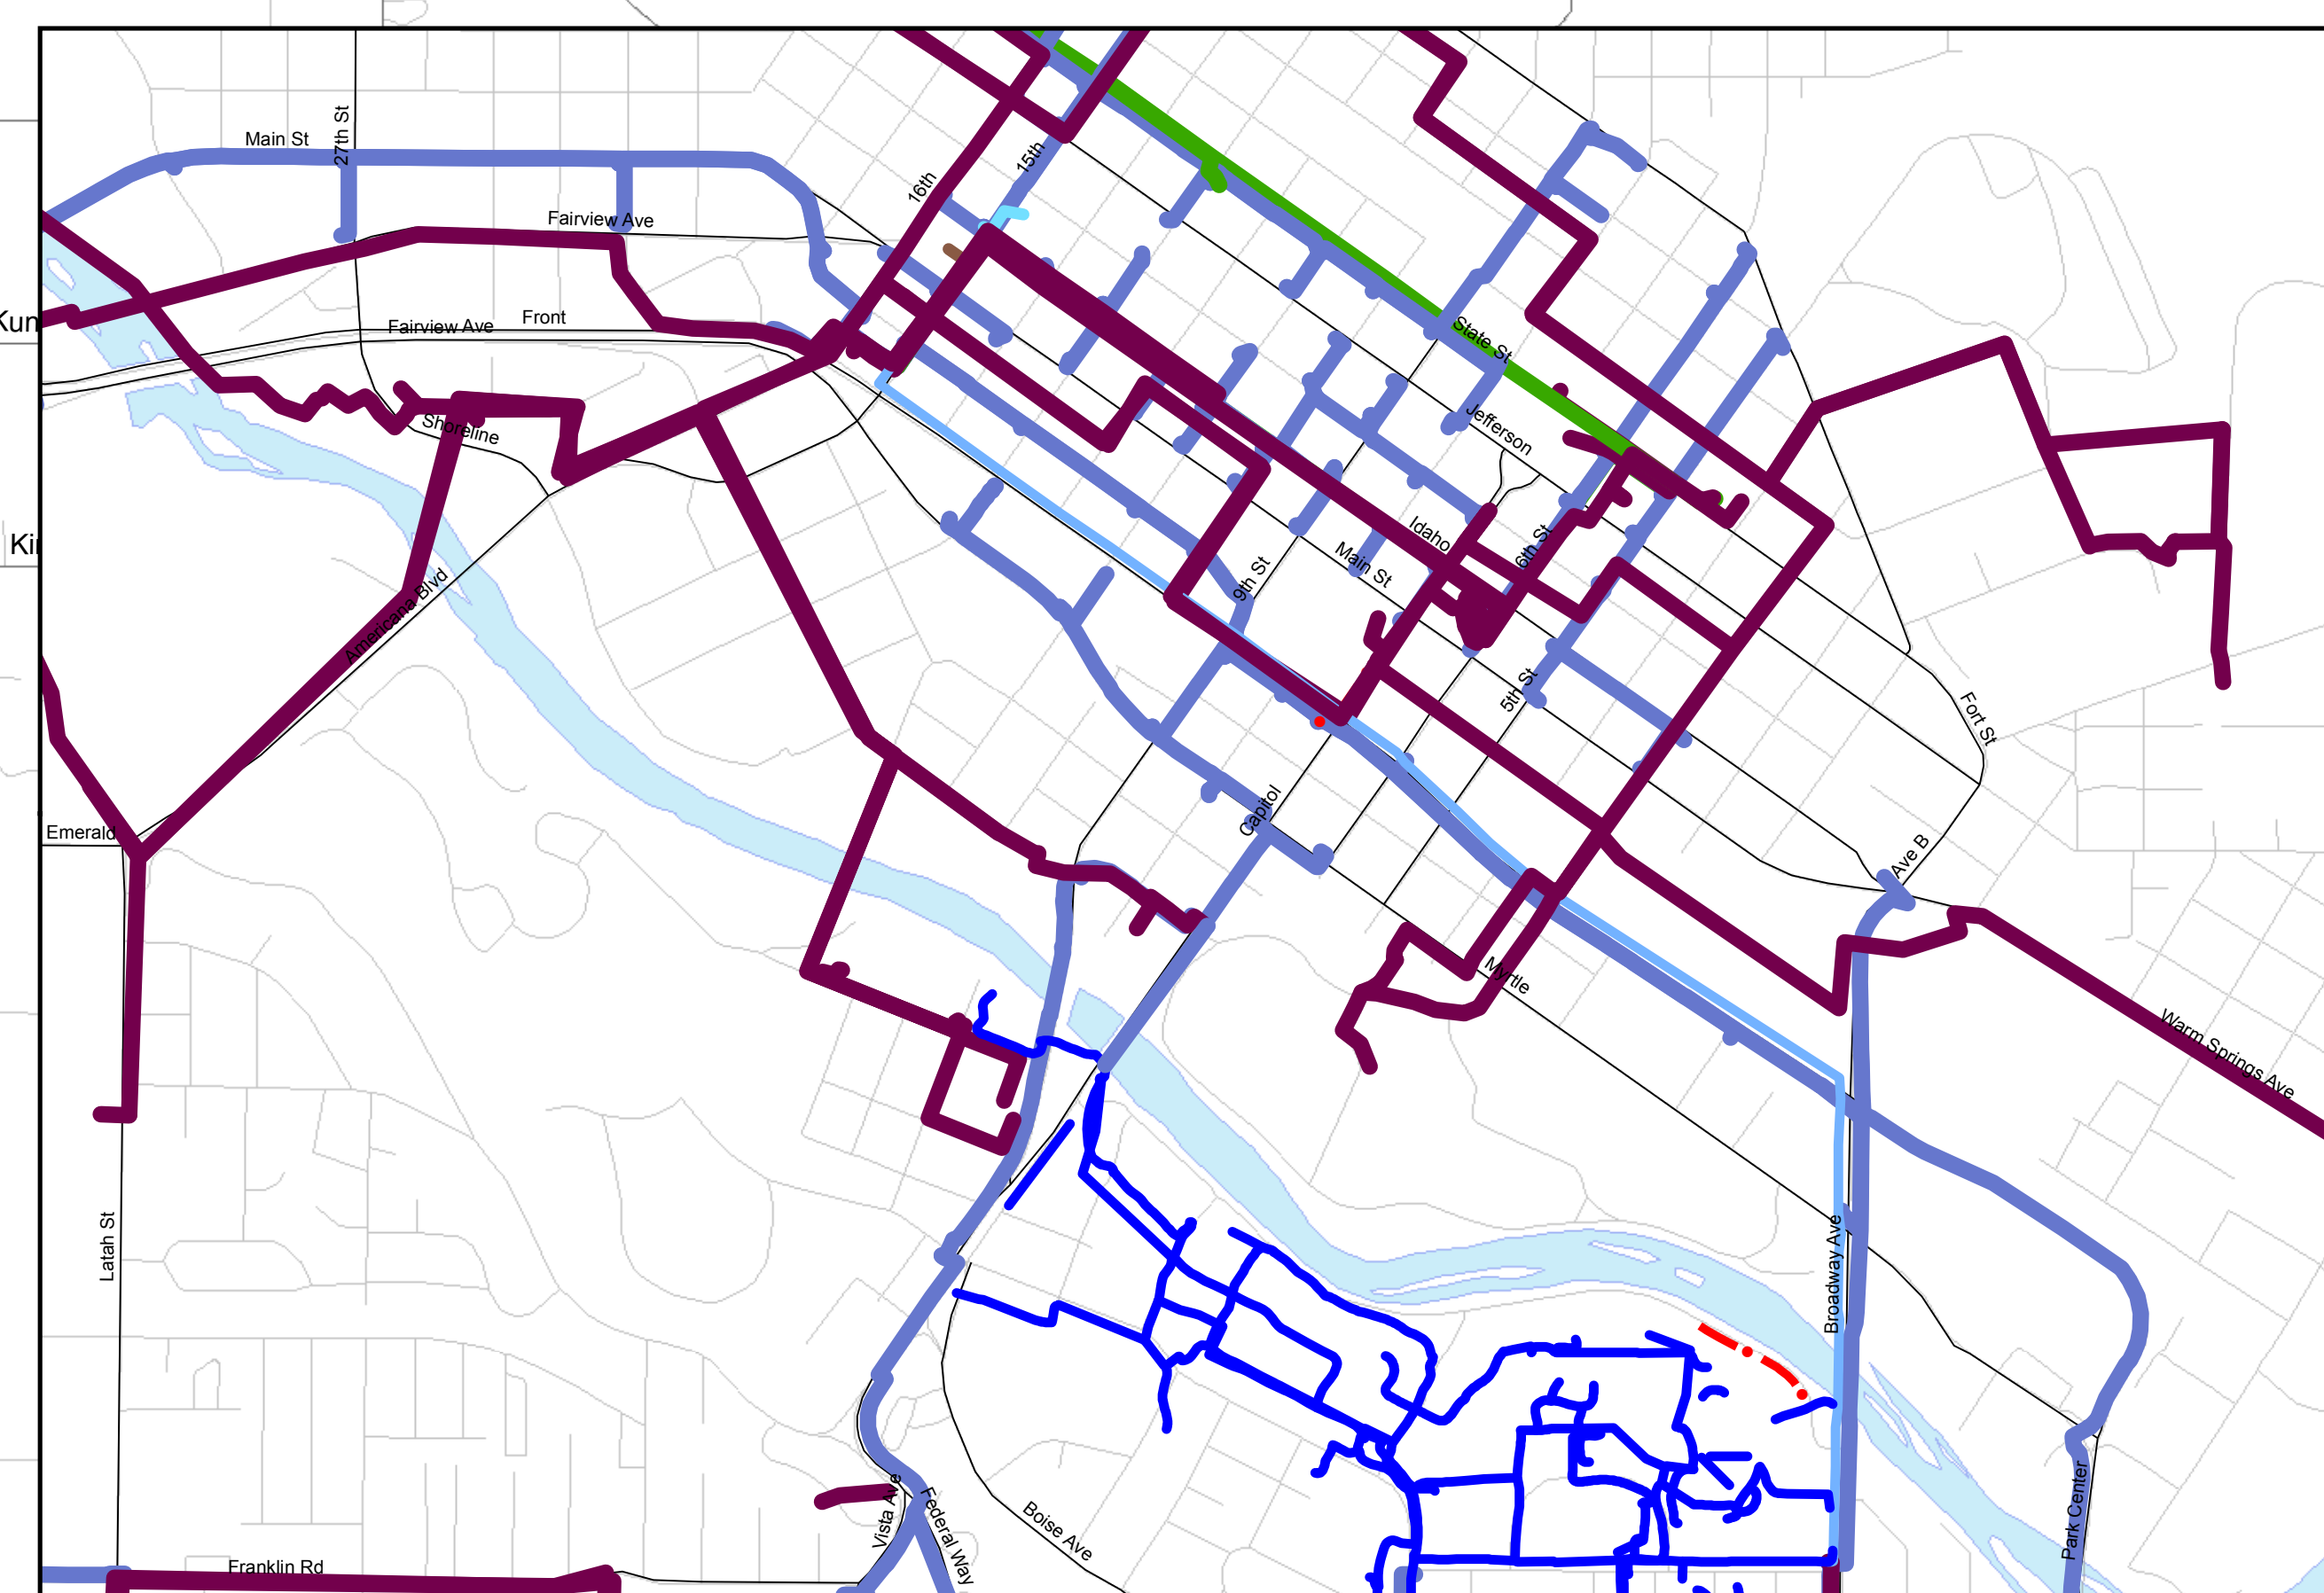 27th St
Main St
15th
16th
Fairview Ave
Front
Kun
Fairview Ave
State St
Shoreline
Jefferson
Idaho
Ki
6th St
Main St
9th St
Americana Blvd
5th St
Fort St
Capitol
Emerald
Ave B
Myrtle
Warm Springs Ave
Latah St
Broadway Ave
Vista Ave
Federal Way
Boise Ave
Park Center
Franklin Rd